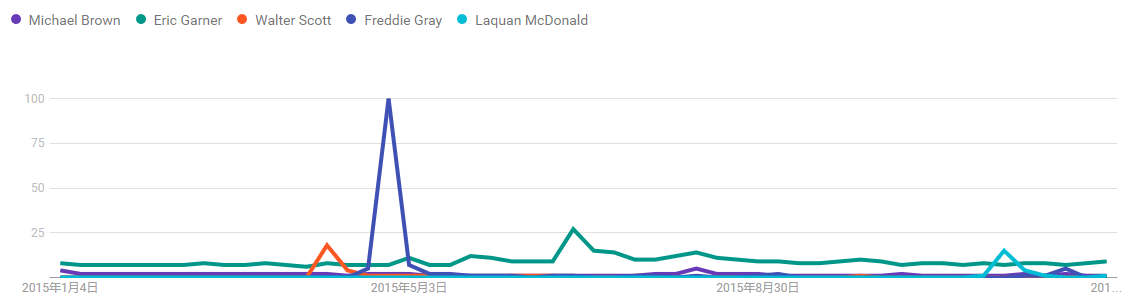 Michael Brown Eric Garner Walter Scott Freddie Gray Laquan McDonald
100
75
50
25
2015年1月4日 2015年5月3日 2015年8月30日 201...